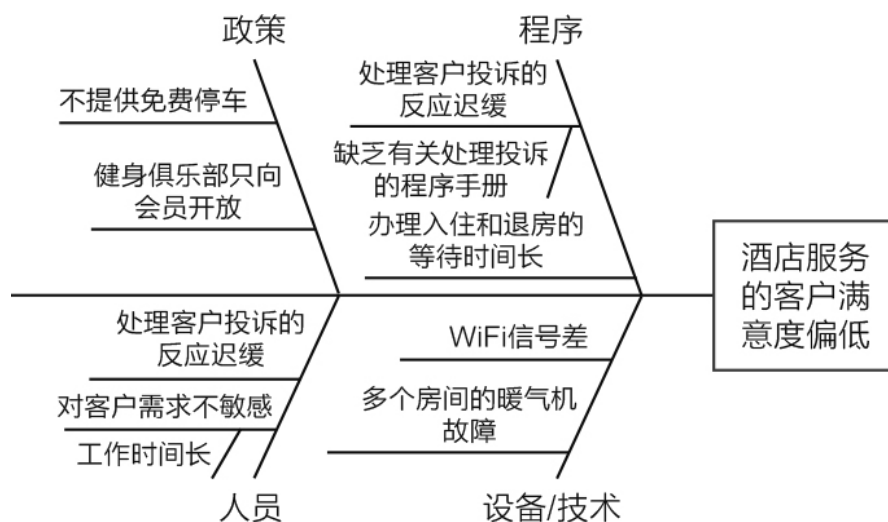 政策
不提供免费停车
健身俱乐部只向
会员开放
程序
处理客户投诉的
反应迟缓
缺乏有关处理投诉
的程序手册
办理入住和退房的
等待时间长
酒店服务
的客户满
意度偏低
处理客户投诉的
反应迟缓
对客户需求不敏感
工作时间长
人员
WiFi信号差
多个房间的暖气机
故障
设备/技术